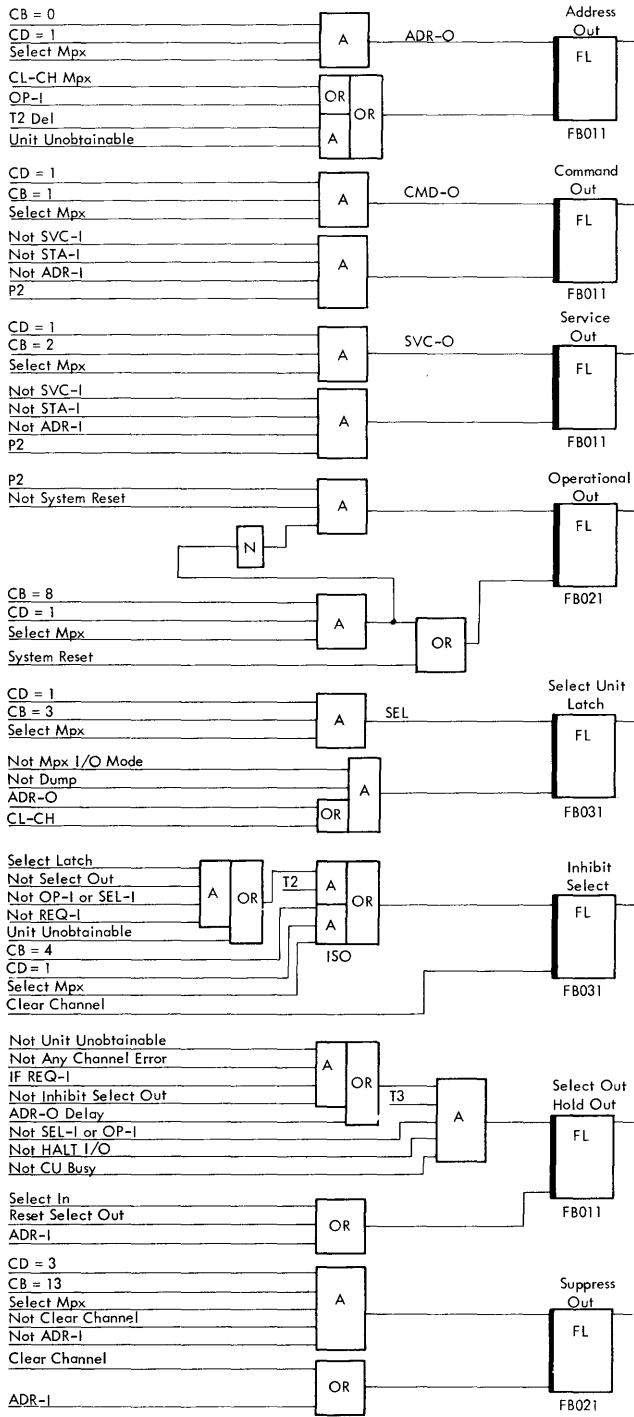 CB = 0
CD = 1
Select Mpx
A
ADR-O
Address
Out
FL
FB011
CL-CH Mpx
OP-I
T2 Del
Unit Unobtainable
OR
A
OR
CD = 1
CB = 1
Select Mpx
A
CMD-O
Command
Out
FL
FB011
Not SVC-I
Not STA-I
Not ADR-I
P2
A
CD = 1
CB = 2
Select Mpx
A
SVC-O
Service
Out
FL
FB011
Not SVC-I
Not STA-I
Not ADR-I
P2
A
P2
Not System Reset
A
N
Operational
Out
FL
FB021
CB = 8
CD = 1
Select Mpx
A
System Reset
OR
CD = 1
CB = 3
Select Mpx
A
SEL
Select Unit
Latch
FL
FB031
Not Mpx I/O Mode
Not Dump
ADR-O
CL-CH
OR
A
Select Latch
Not Select Out
Not OP-I or SEL-I
Not REQ-I
Unit Unobtainable
A
OR
T2
A
A
OR
ISO
CB = 4
CD = 1
Select Mpx
Clear Channel
Inhibit
Select
FL
FB031
Not Unit Unobtainable
Not Any Channel Error
IF REQ-I
Not Inhibit Select Out
ADR-O Delay
Not SEL-I or OP-I
Not HALT I/O
Not CU Busy
A
OR
T3
A
Select Out
Hold Out
FL
FB011
Select In
Reset Select Out
ADR-I
OR
CD = 3
CB = 13
Select Mpx
Not Clear Channel
Not ADR-I
A
Suppress
Out
FL
FB021
Clear Channel
ADR-I
OR